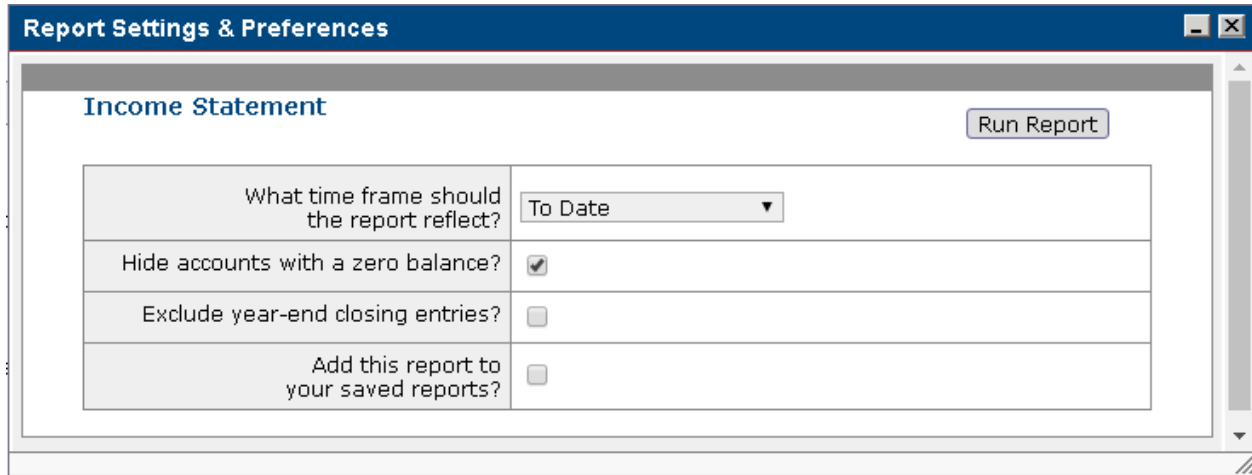 Report Settings & Preferences
Income Statement
Run Report
What time frame should
the report reflect?
To Date
Hide accounts with a zero balance?
Exclude year-end closing entries?
Add this report to
your saved reports?